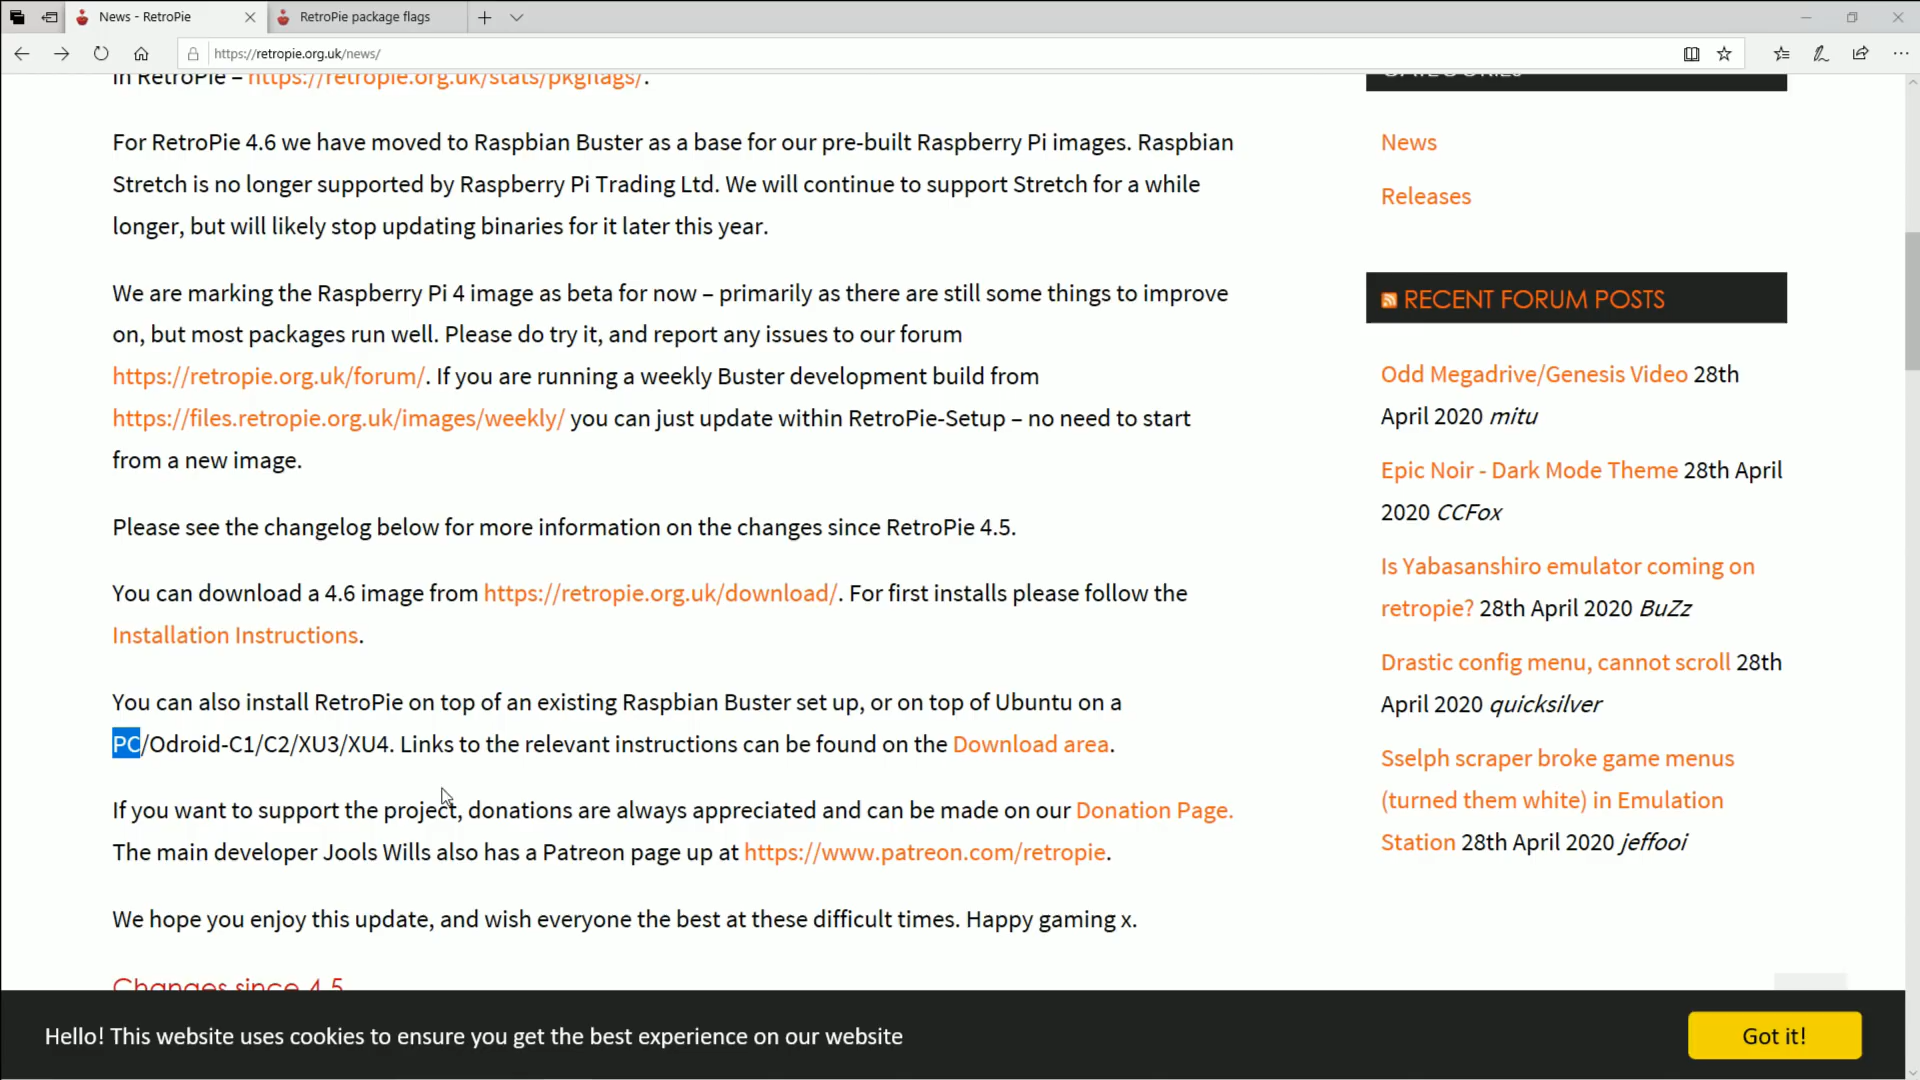 News - RetroPie
RetroPie package flags
https://retropie.org.uk/news/
in RetroPie – https://retropie.org.uk/stats/pkgflags/.
For RetroPie 4.6 we have moved to Raspbian Buster as a base for our pre-built Raspberry Pi images. Raspbian
Stretch is no longer supported by Raspberry Pi Trading Ltd. We will continue to support Stretch for a while
longer, but will likely stop updating binaries for it later this year.
We are marking the Raspberry Pi 4 image as beta for now – primarily as there are still some things to improve
on, but most packages run well. Please do try it, and report any issues to our forum
https://retropie.org.uk/forum/. If you are running a weekly Buster development build from
https://files.retropie.org.uk/images/weekly/ you can just update within RetroPie-Setup – no need to start
from a new image.
Please see the changelog below for more information on the changes since RetroPie 4.5.
You can download a 4.6 image from https://retropie.org.uk/download/. For first installs please follow the
Installation Instructions.
You can also install RetroPie on top of an existing Raspbian Buster set up, or on top of Ubuntu on a
PC/Odroid-C1/C2/XU3/XU4. Links to the relevant instructions can be found on the Download area.
If you want to support the project, donations are always appreciated and can be made on our Donation Page.
The main developer Jools Wills also has a Patreon page up at https://www.patreon.com/retropie.
We hope you enjoy this update, and wish everyone the best at these difficult times. Happy gaming x.
Changes since 4.5
CATEGORIES
News
Releases
RECENT FORUM POSTS
Odd Megadrive/Genesis Video 28th
April 2020 mitu
Epic Noir - Dark Mode Theme 28th April
2020 CCFox
Is Yabasanshiro emulator coming on
retropie? 28th April 2020 BuZz
Drastic config menu, cannot scroll 28th
April 2020 quicksilver
Sselph scraper broke game menus
(turned them white) in Emulation
Station 28th April 2020 jeffooi
Hello! This website uses cookies to ensure you get the best experience on our website
Got it!